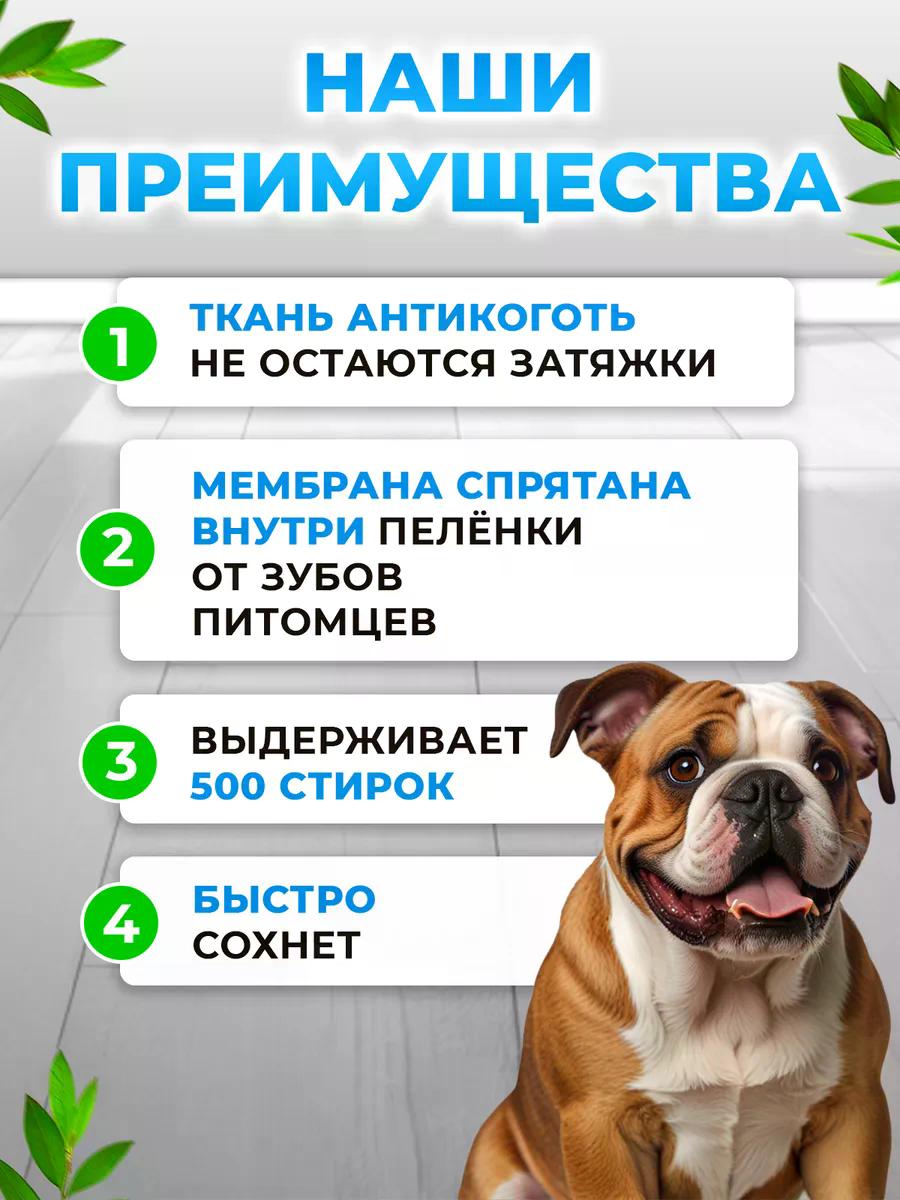 НАШИ
ПРЕИМУЩЕСТВА
1
ТКАНЬ АНТИКОГОТЬ
НЕ ОСТАЮТСЯ ЗАТЯЖКИ
2
МЕМБРАНА СПРЯТАНА
ВНУТРИ ПЕЛЁНКИ
ОТ ЗУБОВ
ПИТОМЦЕВ
3
ВЫДЕРЖИВАЕТ
500 СТИРОК
4
БЫСТРО
СОХНЕТ